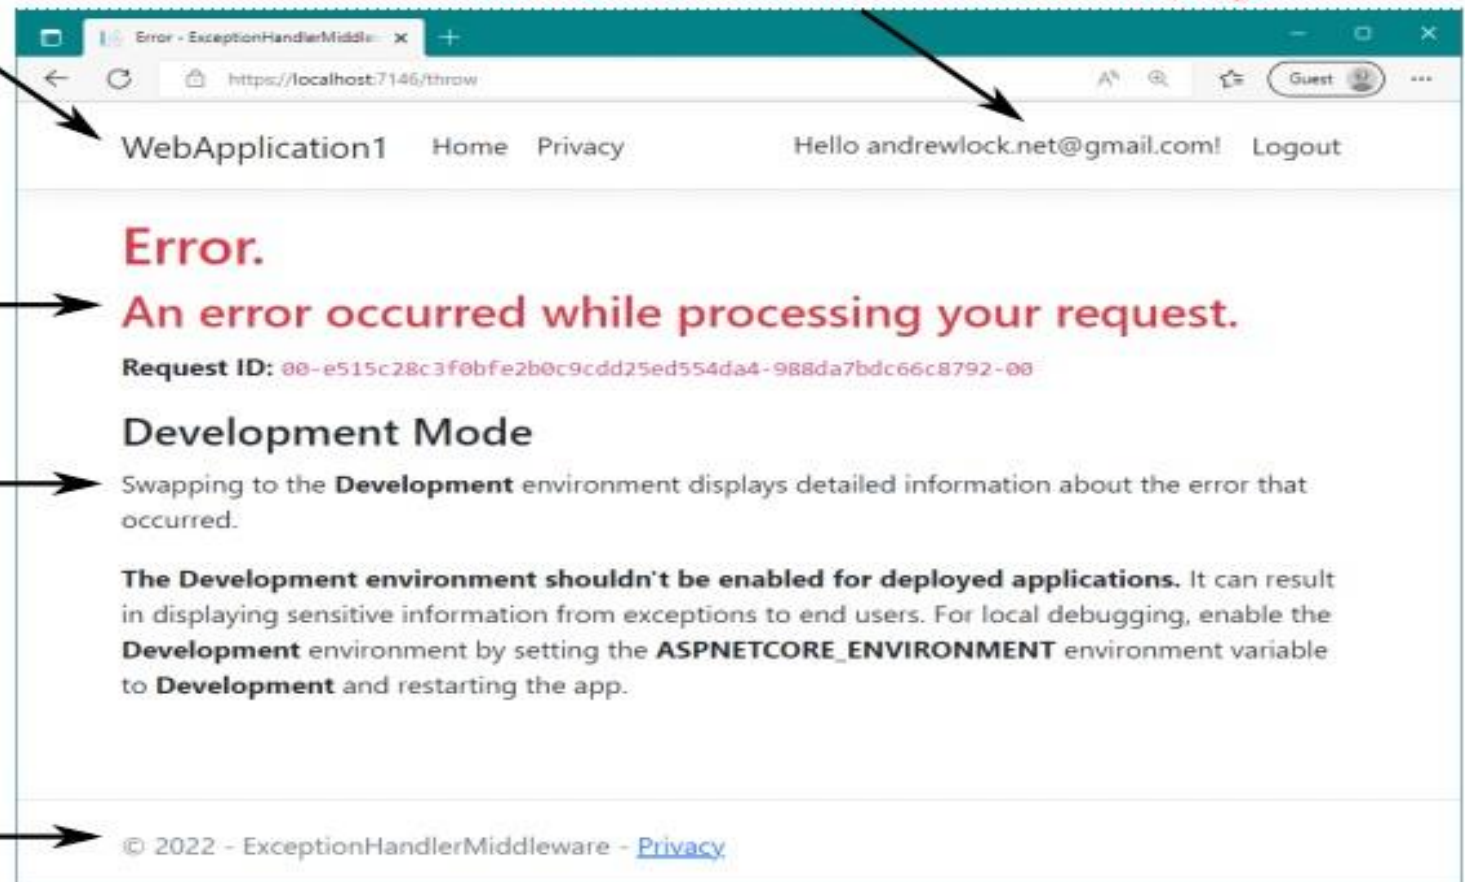 Error - ExceptionHandlerMiddle
https://localhost:7146/throw
Guest
WebApplication1 Home Privacy Hello andrewlock.net@gmail.com! Logout
Error.
An error occurred while processing your request.
Request ID: 00-e515c28c3f0bfe2b0c9cdd25ed554da4-988da7bdc66c8792-00
Development Mode
Swapping to the Development environment displays detailed information about the error that
occurred.
The Development environment shouldn't be enabled for deployed applications. It can result
in displaying sensitive information from exceptions to end users. For local debugging, enable the
Development environment by setting the ASPNETCORE_ENVIRONMENT environment variable
to Development and restarting the app.
© 2022 - ExceptionHandlerMiddleware - Privacy